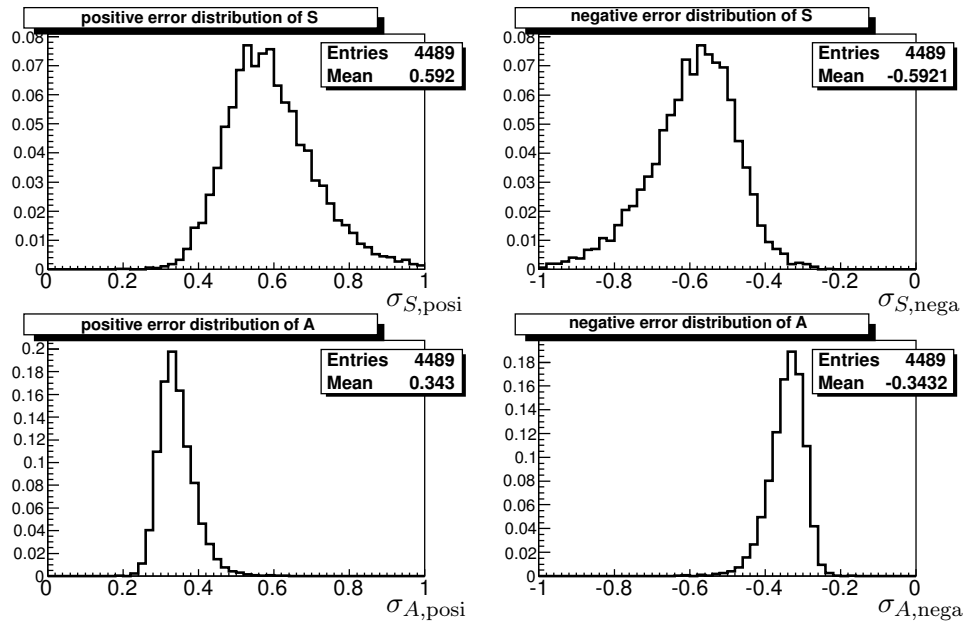 positive error distribution of S
Entries 4489
Mean 0.592
0.08
0.07
0.06
0.05
0.04
0.03
0.02
0.01
0
0 0.2 0.4 0.6 0.8 1
σS,posi
negative error distribution of S
Entries 4489
Mean -0.5921
0.08
0.07
0.06
0.05
0.04
0.03
0.02
0.01
0
-1 -0.8 -0.6 -0.4 -0.2 0
σS,nega
positive error distribution of A
Entries 4489
Mean 0.343
0.2
0.18
0.16
0.14
0.12
0.1
0.08
0.06
0.04
0.02
0
0 0.2 0.4 0.6 0.8 1
σA,posi
negative error distribution of A
Entries 4489
Mean -0.3432
0.18
0.16
0.14
0.12
0.1
0.08
0.06
0.04
0.02
0
-1 -0.8 -0.6 -0.4 -0.2 0
σA,nega